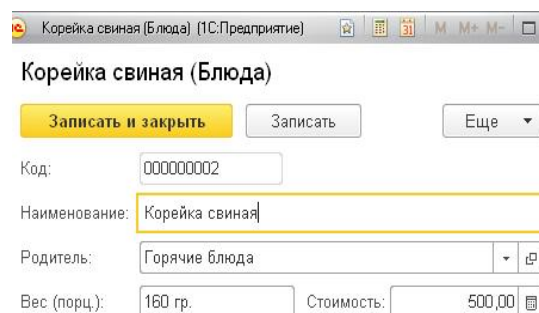 Корейка свиная (Блюда) (1С:Предприятие) 31 M M+ M-
Корейка свиная (Блюда)
Записать и закрыть Записать Еще
Код: 000000002
Наименование: Корейка свиная
Родитель: Горячие блюда
Вес (порц.): 160 гр. Стоимость: 500,00